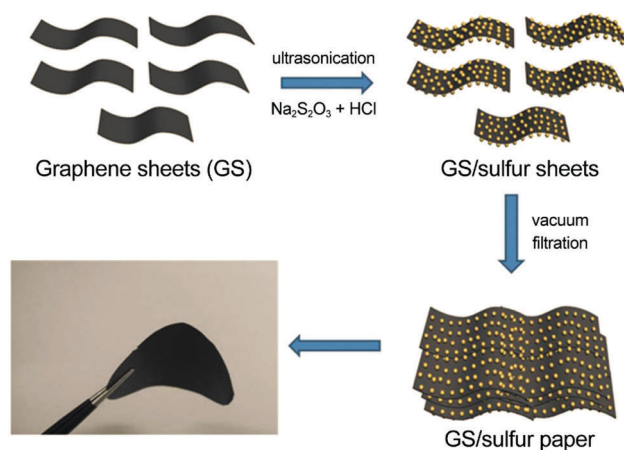 ultrasonication
Na₂S₂O₃ + HCl
Graphene sheets (GS)
GS/sulfur sheets
vacuum
filtration
GS/sulfur paper